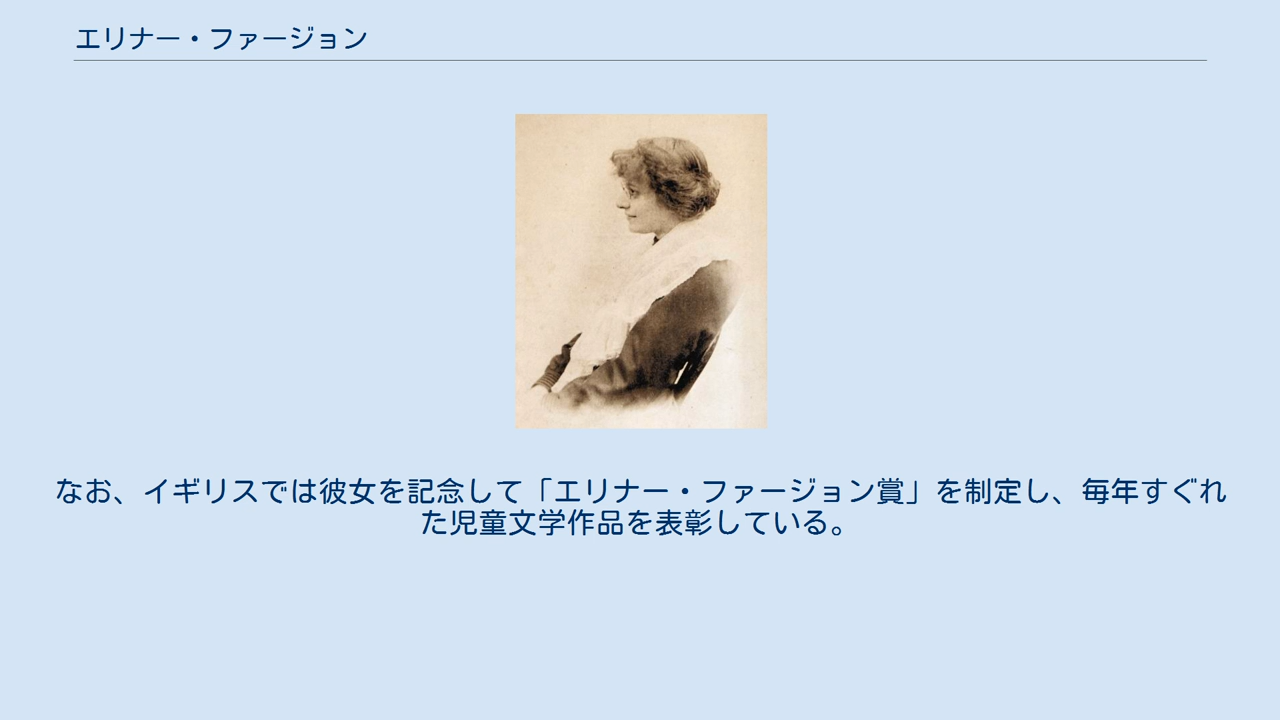 エリナー・ファージョン
なお、イギリスでは彼女を記念して「エリナー・ファージョン賞」を制定し、毎年すぐれ
た児童文学作品を表彰している。